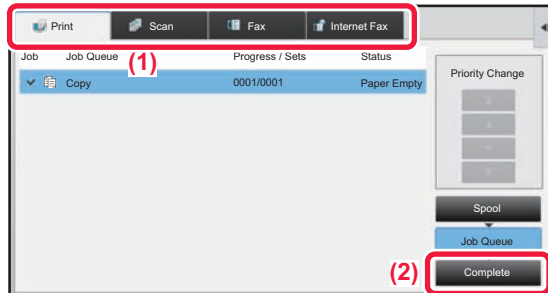 Print Scan Fax Internet Fax
Job Job Queue Progress / Sets Status
(1)
Copy 0001/0001 Paper Empty
Priority Change
Spool
Job Queue
(2) Complete